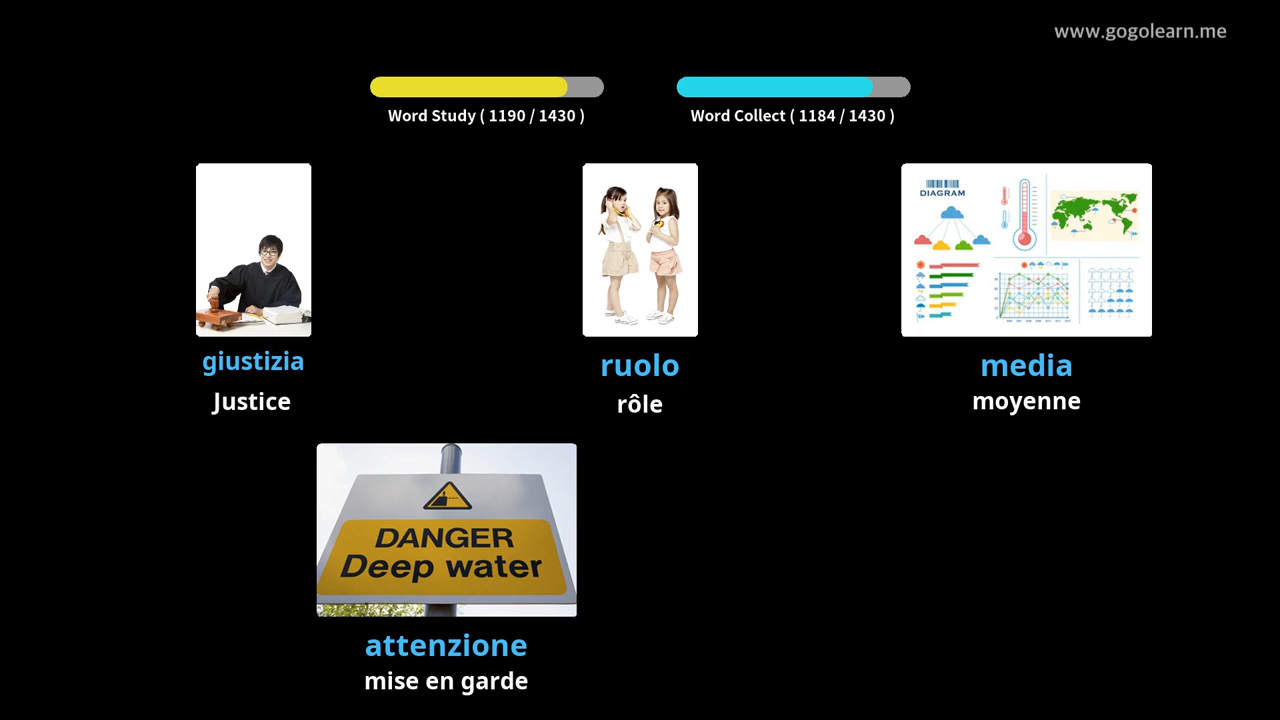 www.gogolearn.me
Word Study ( 1190 / 1430 )
Word Collect ( 1184 / 1430 )
DIAGRAM
giustizia
Justice
ruolo
rôle
media
moyenne
DANGER
Deep water
attenzione
mise en garde